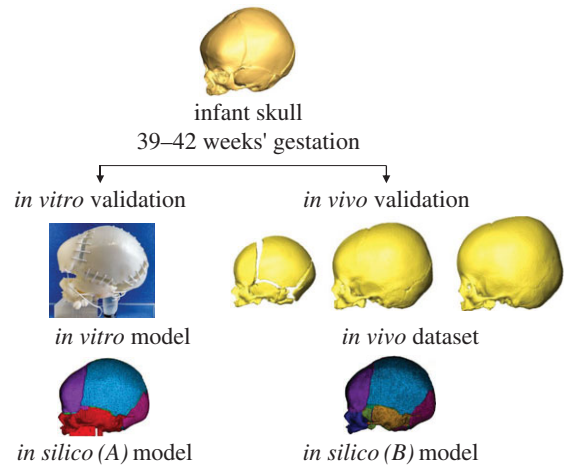 infant skull
39–42 weeks' gestation
in vitro validation
in vivo validation
in vitro model
in vivo dataset
in silico (A) model
in silico (B) model